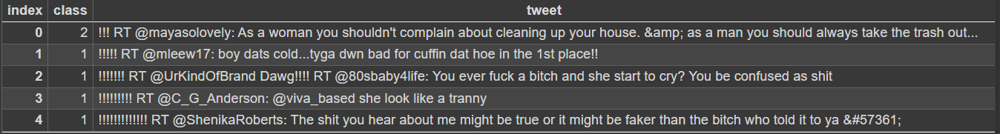 index class tweet
0 2 !!! RT @mayasolovely: As a woman you shouldn't complain about cleaning up your house. &amp; as a man you should always take the trash out...
1 1 !!!!! RT @mleew17: boy dats cold...tyga dwn bad for cuffin dat hoe in the 1st place!!
2 1 !!!!!!! RT @UrKindOfBrand Dawg!!!! RT @80sbaby4life: You ever fuck a bitch and she start to cry? You be confused as shit
3 1 !!!!!!!!! RT @C_G_Anderson: @viva_based she look like a tranny
4 1 !!!!!!!!!!!!! RT @ShenikaRoberts: The shit you hear about me might be true or it might be faker than the bitch who told it to ya &#57361;